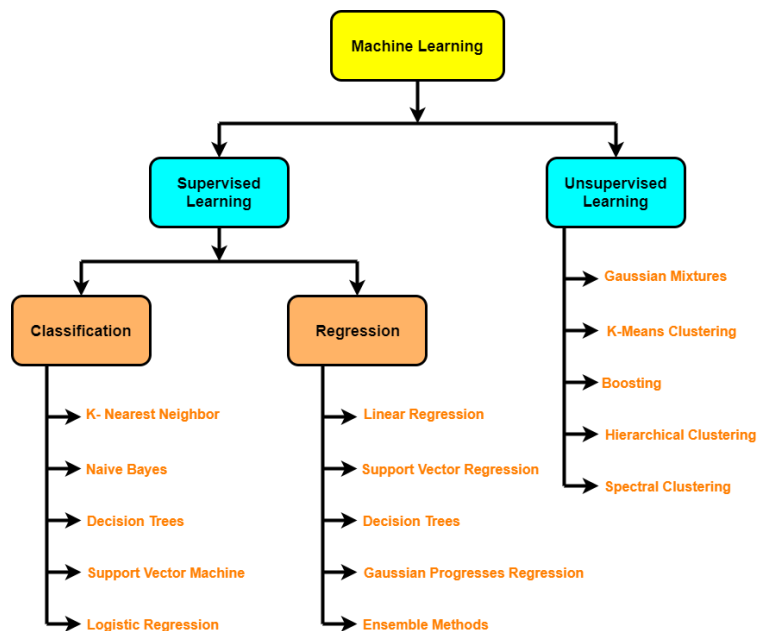 Machine Learning
Supervised
Learning
Unsupervised
Learning
Classification
Regression
K- Nearest Neighbor
Naive Bayes
Decision Trees
Support Vector Machine
Logistic Regression
Linear Regression
Support Vector Regression
Decision Trees
Gaussian Progresses Regression
Ensemble Methods
Gaussian Mixtures
K-Means Clustering
Boosting
Hierarchical Clustering
Spectral Clustering